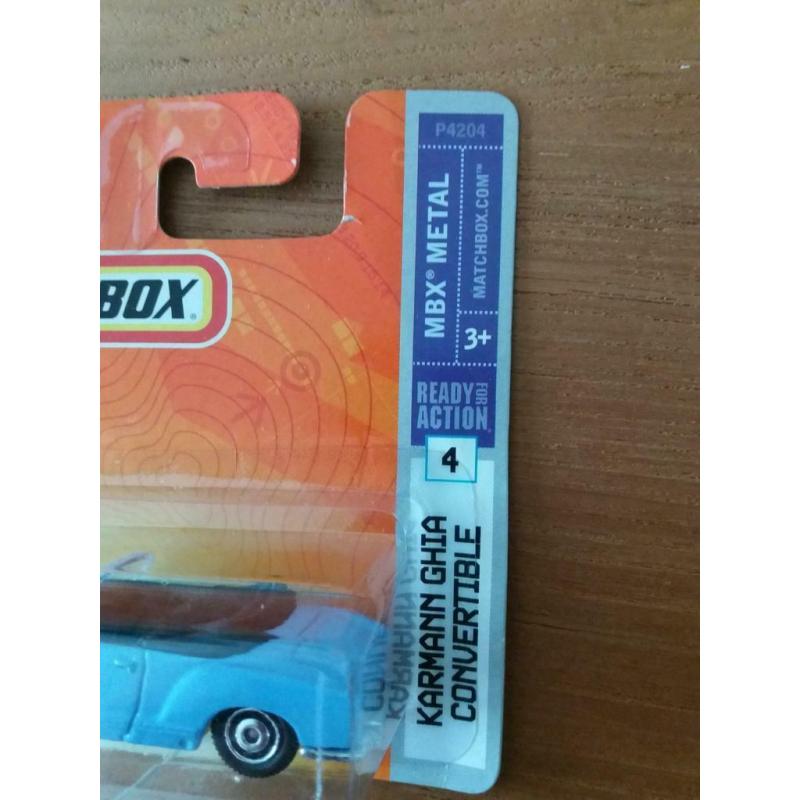 P4204
MBX® METAL
MATCHBOX.COM™
3+
BOX®
READY FOR
ACTION®
4
KARMANN GHIA
CONVERTIBLE